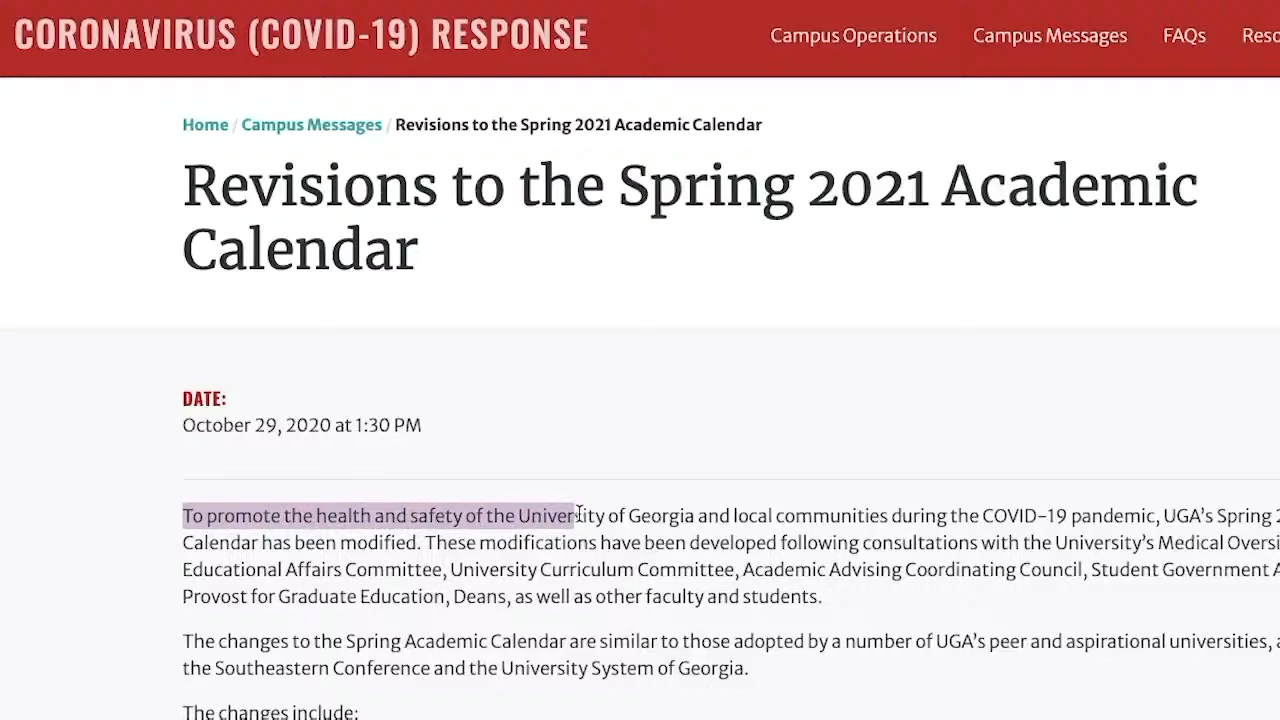 CORONAVIRUS (COVID-19) RESPONSE
Campus Operations Campus Messages FAQs
Home / Campus Messages / Revisions to the Spring 2021 Academic Calendar
Revisions to the Spring 2021 Academic
Calendar
DATE:
October 29, 2020 at 1:30 PM
To promote the health and safety of the University of Georgia and local communities during the COVID-19 pandemic, UGA's Spring
Calendar has been modified. These modifications have been developed following consultations with the University's Medical
Educational Affairs Committee, University Curriculum Committee, Academic Advising Coordinating Council, Student Government
Provost for Graduate Education, Deans, as well as other faculty and students.
The changes to the Spring Academic Calendar are similar to those adopted by a number of UGA's peer and aspirational universities,
the Southeastern Conference and the University System of Georgia.
The changes include: